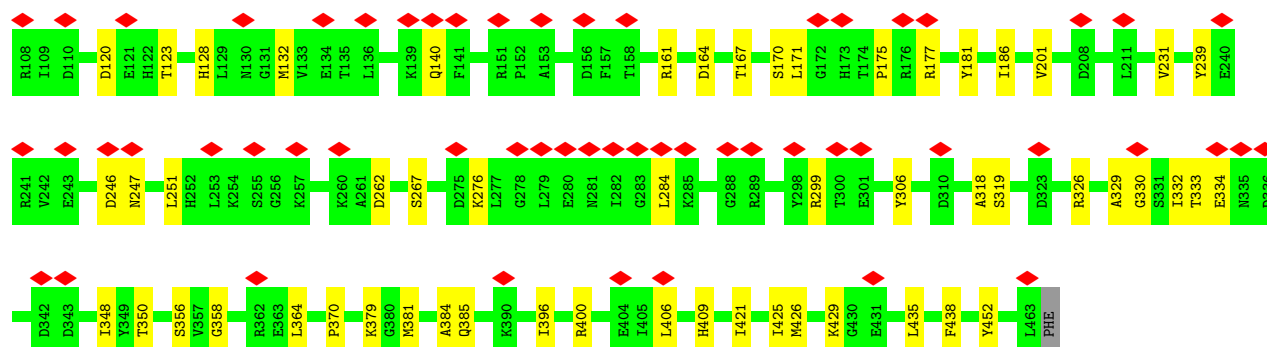 R108 I109 D110 D120 E121 H122 T123 H128 L129 N130 G131 M132 V133 E134 T135 L136 K139 Q140 F141 R151 P152 A153 D156 F157 T158 R161 D164 T167 S170 L171 G172 H173 T174 P175 R176 R177 Y181 I186 V201 D208 L211 V231 Y239 E240
R241 V242 E243 D246 N247 L251 H252 L253 K254 S255 G256 K257 K260 A261 D262 S267 D275 K276 L277 G278 L279 E280 N281 I282 G283 L284 K285 G288 R289 Y298 R299 T300 E301 Y306 D310 A318 S319 D323 R326 A329 G330 S331 I332 T333 E334 N335
D342 D343 I348 Y349 T350 S356 V357 G358 R362 E363 L364 P370 K379 G380 M381 A384 Q385 K390 I396 R400 E404 I405 L406 H409 I421 I425 M426 K429 G430 E431 L435 F438 Y452 L463 PHE